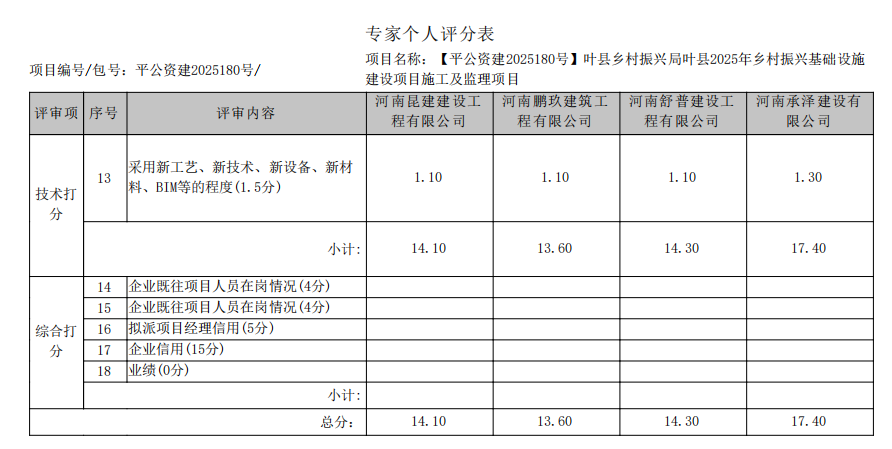 专家个人评分表
项目编号/包号: 平公资建2025180号/
项目名称: 【平公资建2025180号】叶县乡村振兴局叶县2025年乡村振兴基础设施
建设项目施工及监理项目
评审项 序号 评审内容 河南昆建建设工程有限公司 河南鹏玖建筑工程有限公司 河南舒普建设工程有限公司 河南承泽建设有限公司
技术打分
13 采用新工艺、新技术、新设备、新材料、BIM等的程度(1.5分) 1.10 1.10 1.10 1.30
小计: 14.10 13.60 14.30 17.40
综合打分
14 企业既往项目人员在岗情况(4分)
15 企业既往项目人员在岗情况(4分)
16 拟派项目经理信用(5分)
17 企业信用(15分)
18 业绩(0分)
小计:
总分: 14.10 13.60 14.30 17.40